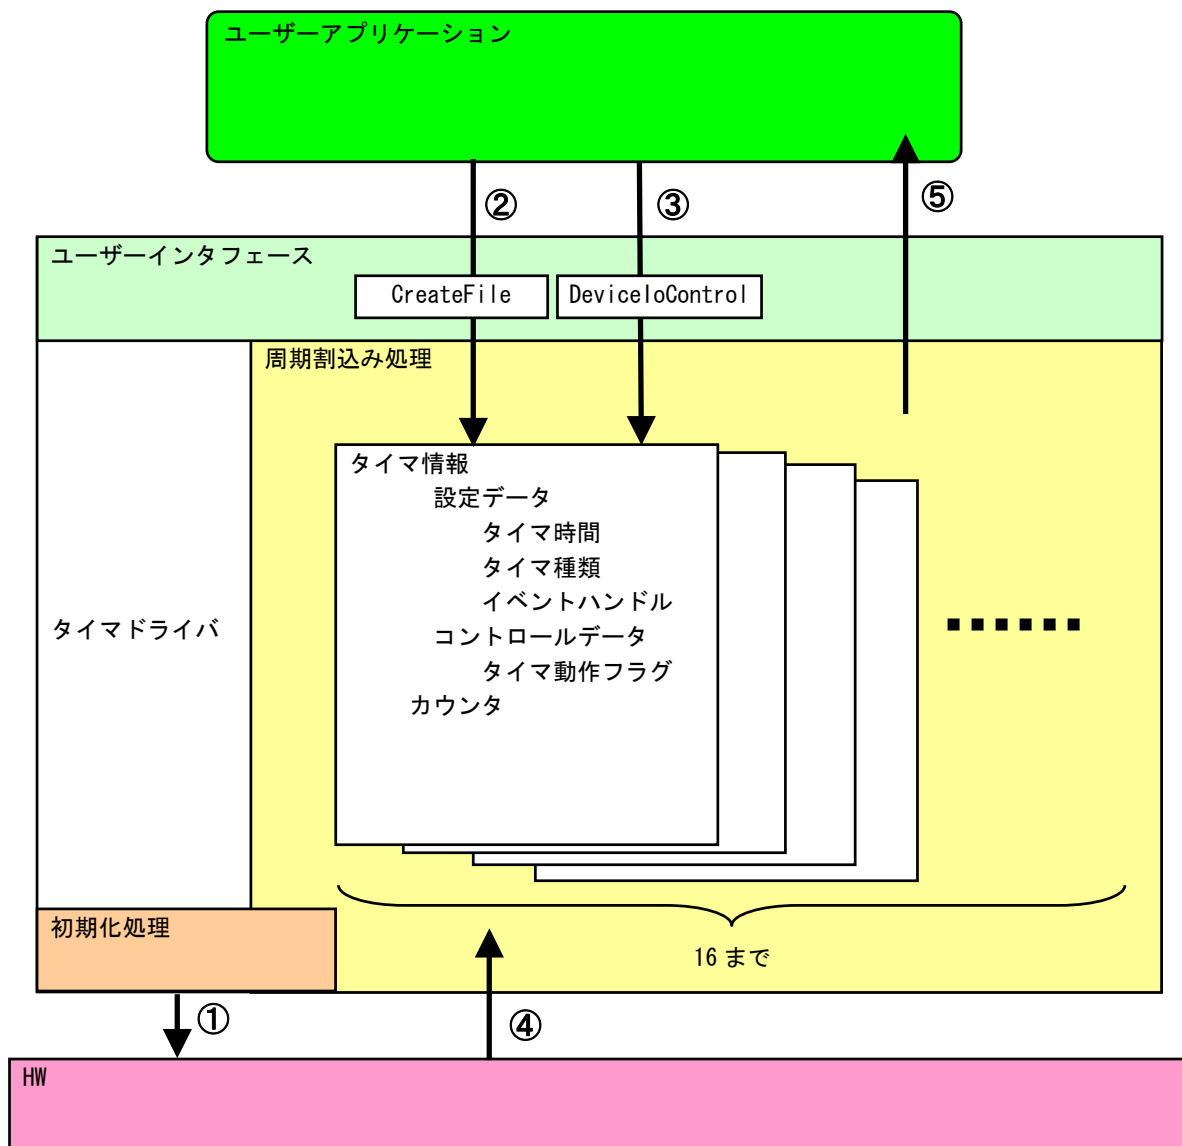 ユーザーアプリケーション
②
③
⑤
ユーザーインタフェース
CreateFile
DeviceIoControl
周期割込み処理
タイマ情報
設定データ
タイマ時間
タイマ種類
イベントハンドル
コントロールデータ
タイマ動作フラグ
カウンタ
タイマドライバ
･･････
初期化処理
16 まで
①
④
HW